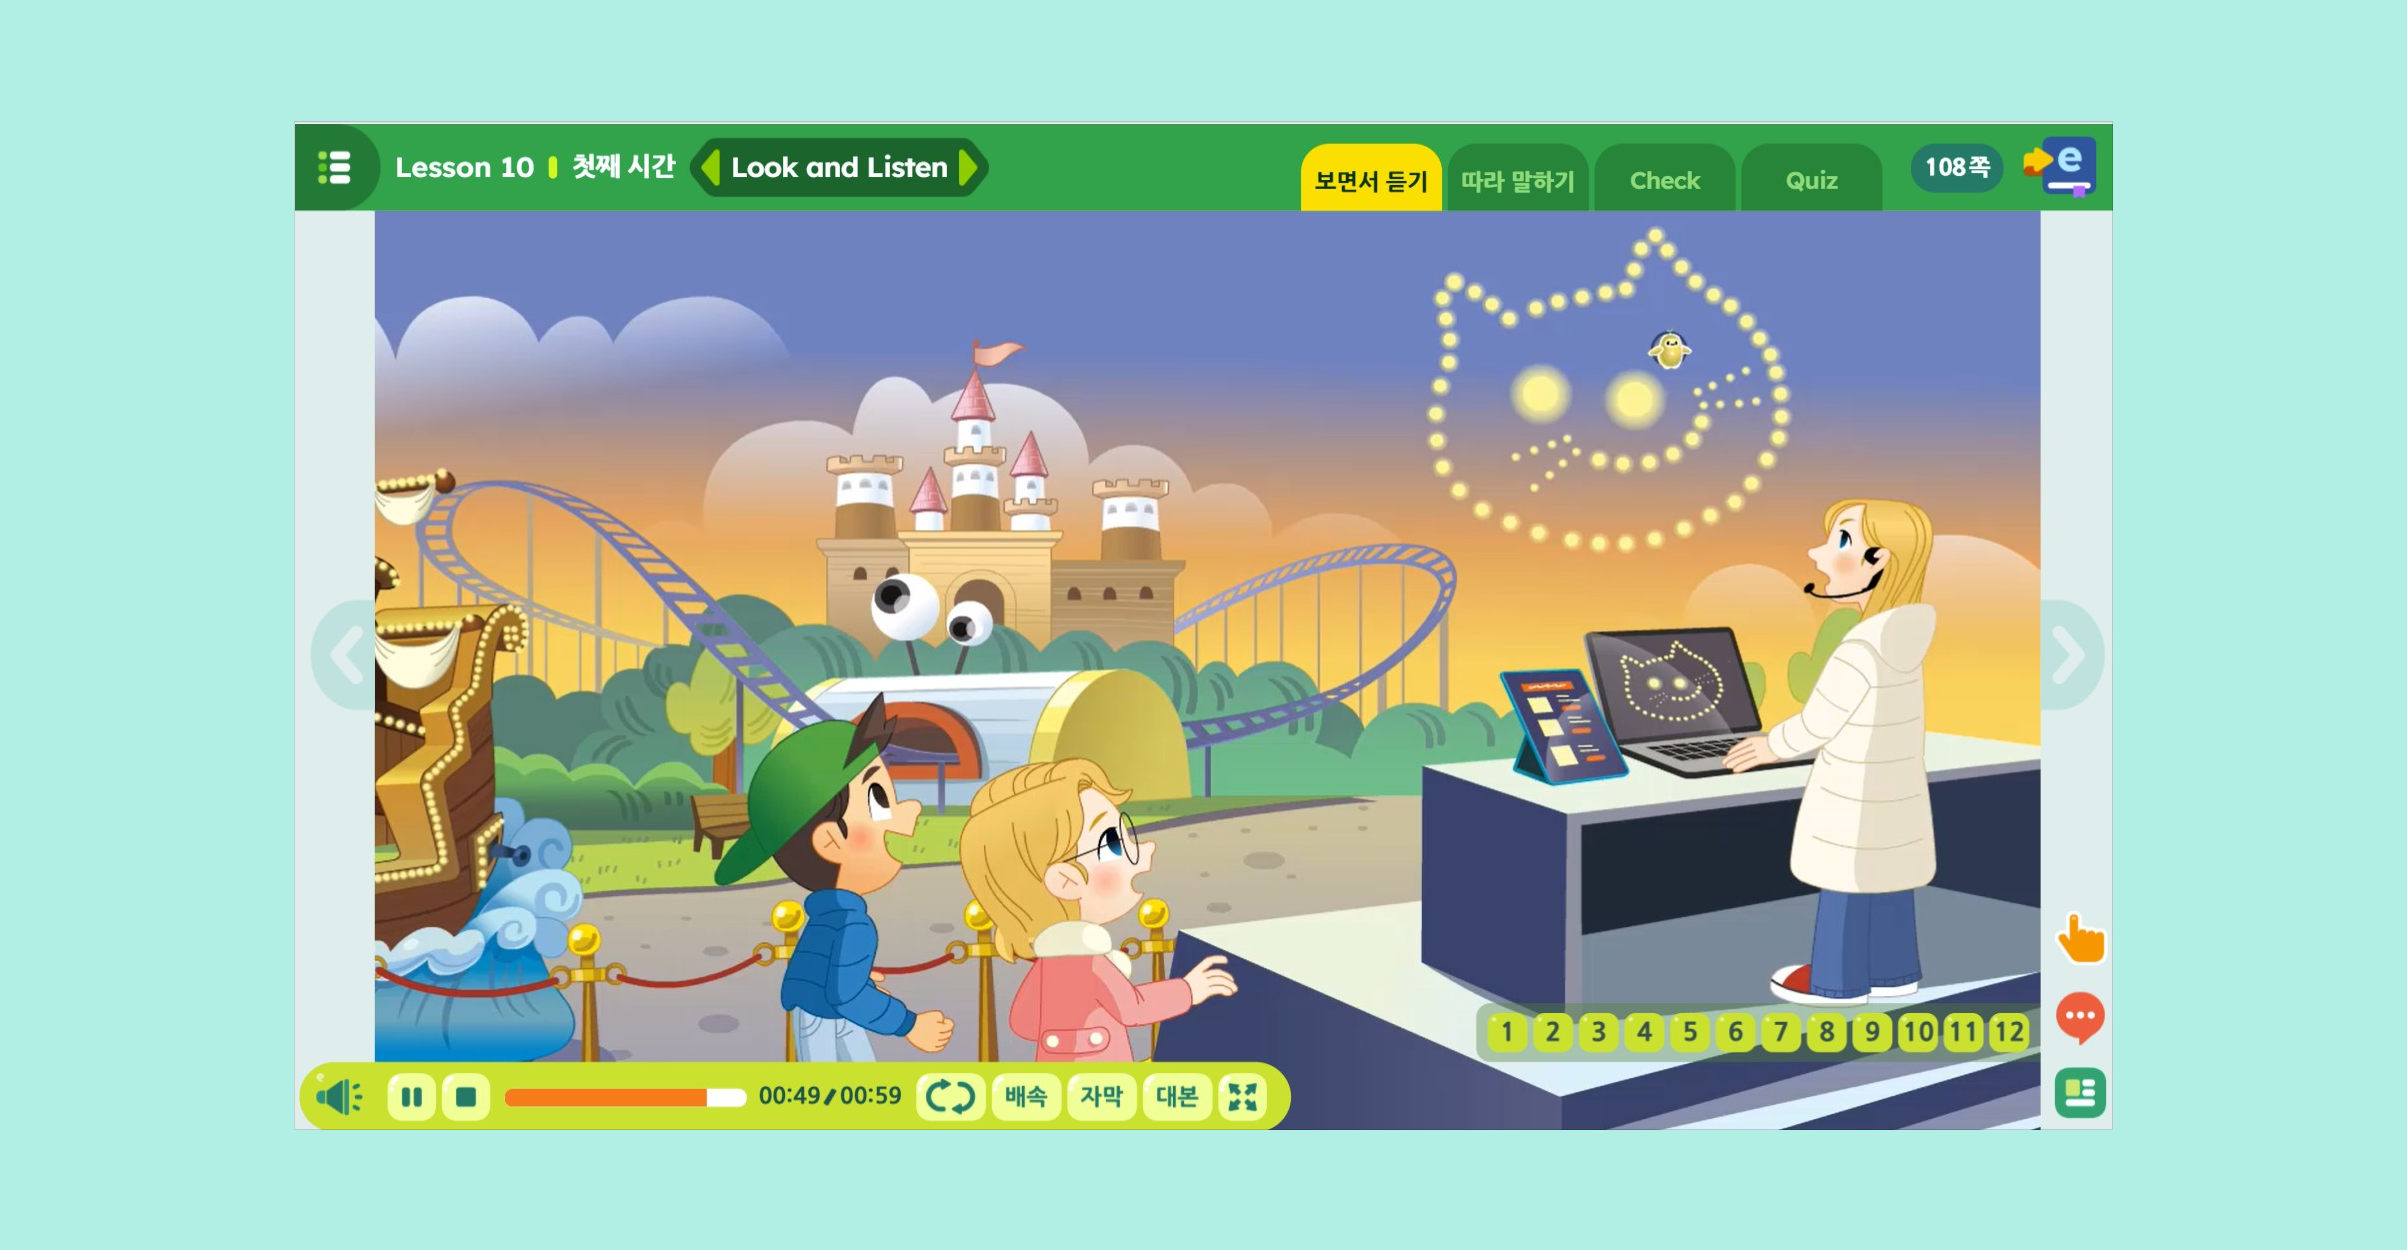 Lesson 10 첫째 시간 Look and Listen
보면서 듣기 따라 말하기 Check Quiz 108쪽 e
1 2 3 4 5 6 7 8 9 10 11 12
00:49/00:59 배속 자막 대본